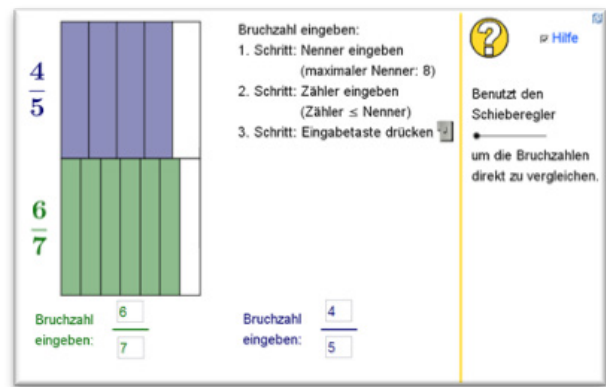 4
5
6
7
Bruchzahl eingeben:
1. Schritt: Nenner eingeben
(maximaler Nenner: 8)
2. Schritt: Zähler eingeben
(Zähler ≤ Nenner)
3. Schritt: Eingabetaste drücken
?
Hilfe
Benutzt den
Schieberegler
um die Bruchzahlen
direkt zu vergleichen.
Bruchzahl
eingeben:
6
7
Bruchzahl
eingeben:
4
5